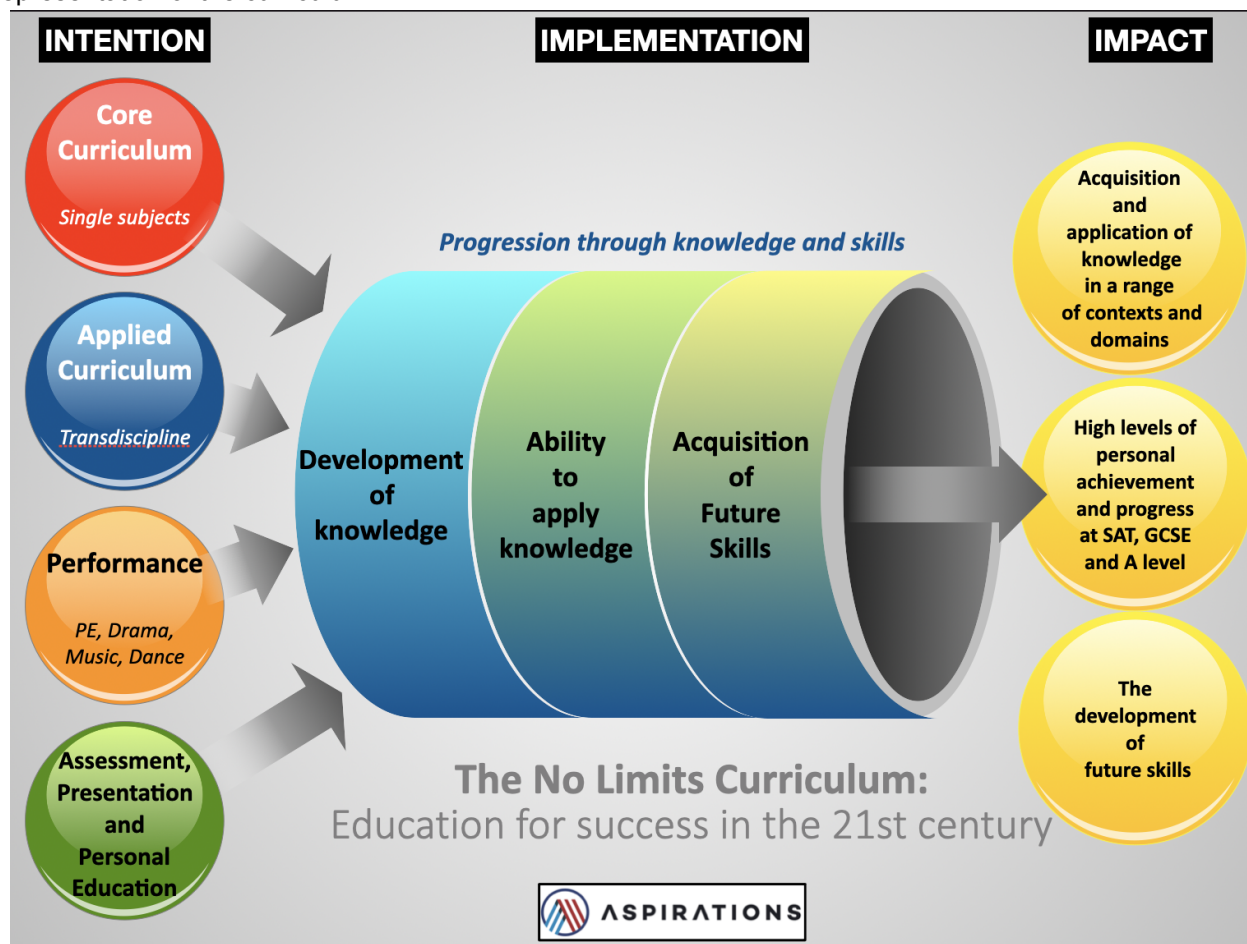 INTENTION
IMPLEMENTATION
IMPACT
Core
Curriculum
Single subjects
Applied
Curriculum
Transdiscipline
Performance
PE, Drama,
Music, Dance
Assessment,
Presentation
and
Personal
Education
Progression through knowledge and skills
Development
of
knowledge
Ability
to
apply
knowledge
Acquisition
of
Future
Skills
The No Limits Curriculum:
Education for success in the 21st century
ASPIRATIONS
Acquisition
and
application of
knowledge
in a range
of contexts and
domains
High levels of
personal
achievement
and progress
at SAT, GCSE
and A level
The
development
of
future skills